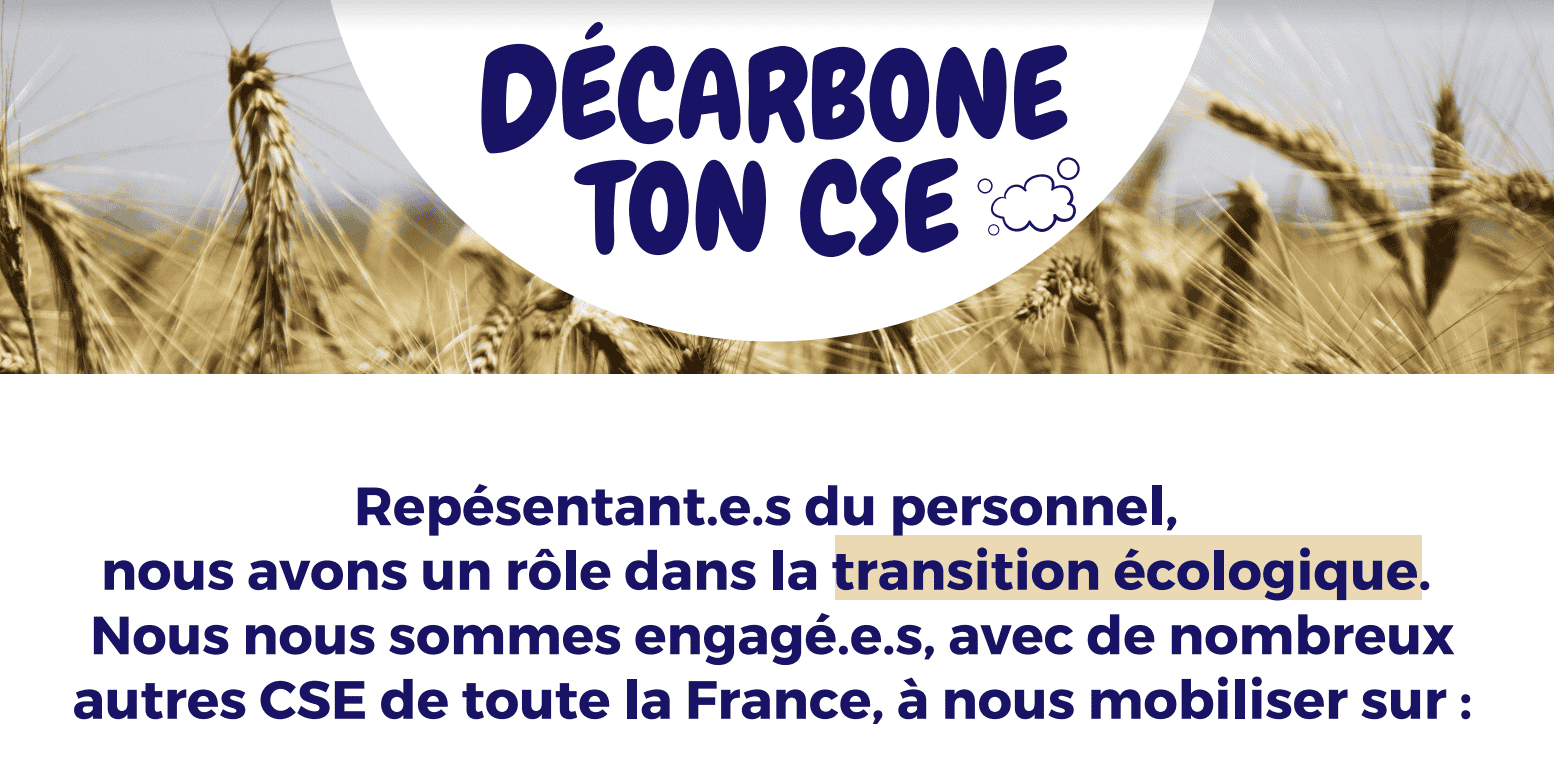 DÉCARBONE
TON CSE
Repésentant.e.s du personnel,
nous avons un rôle dans la transition écologique.
Nous nous sommes engagé.e.s, avec de nombreux
autres CSE de toute la France, à nous mobiliser sur :